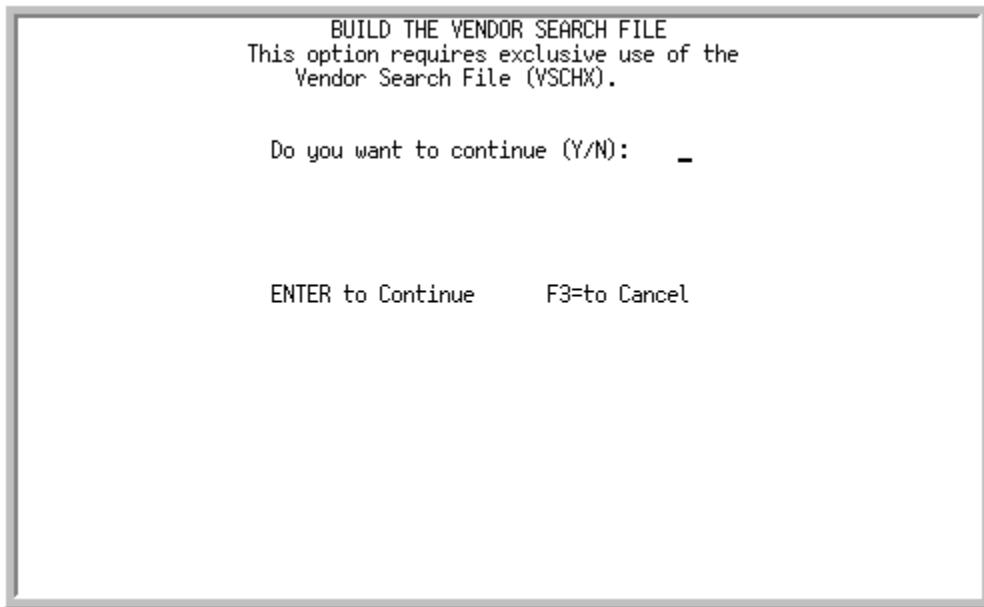 BUILD THE VENDOR SEARCH FILE
This option requires exclusive use of the
Vendor Search File (VSCHX).
Do you want to continue (Y/N): _
ENTER to Continue F3=to Cancel